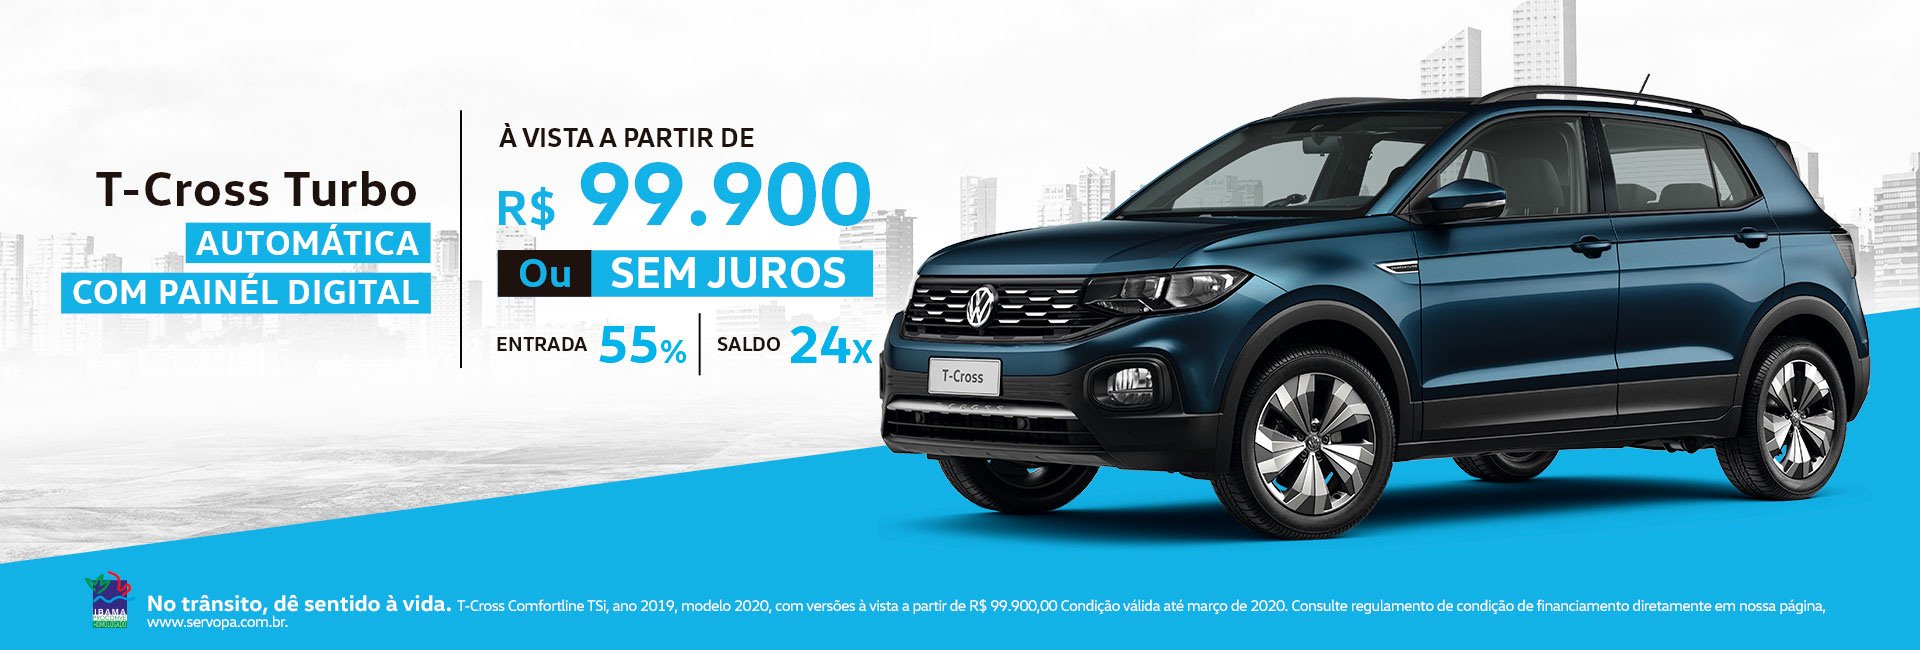 T-Cross Turbo
AUTOMÁTICA
COM PAINÉL DIGITAL
À VISTA A PARTIR DE
R$ 99.900
Ou SEM JUROS
ENTRADA 55% SALDO 24X
T-Cross
T-CROSS
IBAMA
No trânsito, dê sentido à vida. T-Cross Comfortline TSi, ano 2019, modelo 2020, com versões à vista a partir de R$ 99.900,00 Condição válida até março de 2020. Consulte regulamento de condição de financiamento diretamente em nossa página,
www.servopa.com.br.